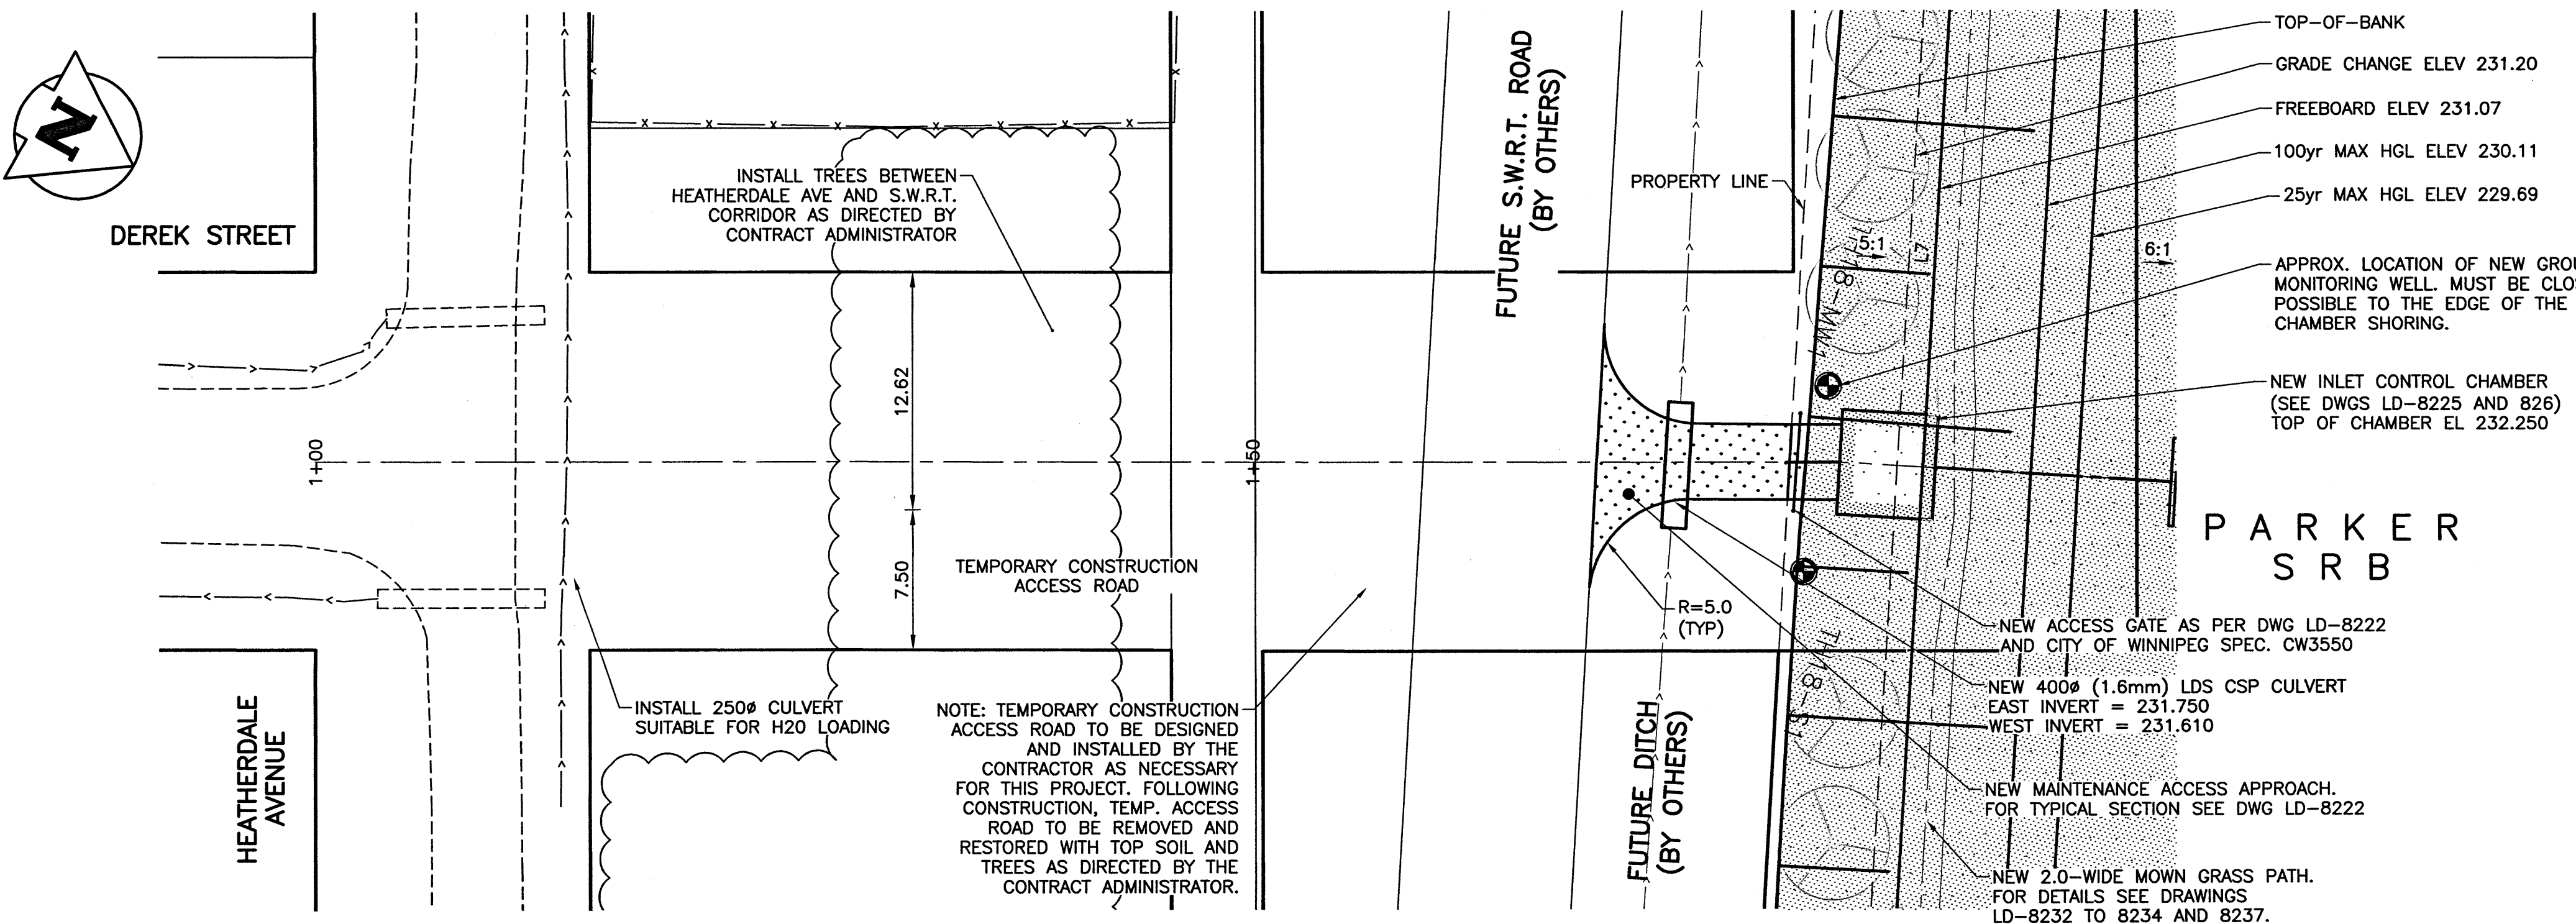 N
DEREK STREET
HEATHERDALE
AVENUE
1+00
INSTALL TREES BETWEEN
HEATHERDALE AVE AND S.W.R.T.
CORRIDOR AS DIRECTED BY
CONTRACT ADMINISTRATOR
12.62
7.50
TEMPORARY CONSTRUCTION
ACCESS ROAD
INSTALL 250ø CULVERT
SUITABLE FOR H20 LOADING
NOTE: TEMPORARY CONSTRUCTION
ACCESS ROAD TO BE DESIGNED
AND INSTALLED BY THE
CONTRACTOR AS NECESSARY
FOR THIS PROJECT. FOLLOWING
CONSTRUCTION, TEMP. ACCESS
ROAD TO BE REMOVED AND
RESTORED WITH TOP SOIL AND
TREES AS DIRECTED BY THE
CONTRACT ADMINISTRATOR.
1+50
FUTURE S.W.R.T. ROAD
(BY OTHERS)
PROPERTY LINE
R=5.0
(TYP)
FUTURE DITCH
(BY OTHERS)
5:1
L7
6:1
TOP-OF-BANK
GRADE CHANGE ELEV 231.20
FREEBOARD ELEV 231.07
100yr MAX HGL ELEV 230.11
25yr MAX HGL ELEV 229.69
APPROX. LOCATION OF NEW
MONITORING WELL. MUST BE
POSSIBLE TO THE EDGE OF THE
CHAMBER SHORING.
NEW INLET CONTROL CHAMBER
(SEE DWGS LD-8225 AND 826)
TOP OF CHAMBER EL 232.250
PARKER
SRB
NEW ACCESS GATE AS PER DWG LD-8222
AND CITY OF WINNIPEG SPEC. CW3550
NEW 400ø (1.6mm) LDS CSP CULVERT
EAST INVERT = 231.750
WEST INVERT = 231.610
NEW MAINTENANCE ACCESS APPROACH.
FOR TYPICAL SECTION SEE DWG LD-8222
NEW 2.0-WIDE MOWN GRASS PATH.
FOR DETAILS SEE DRAWINGS
LD-8232 TO 8234 AND 8237.